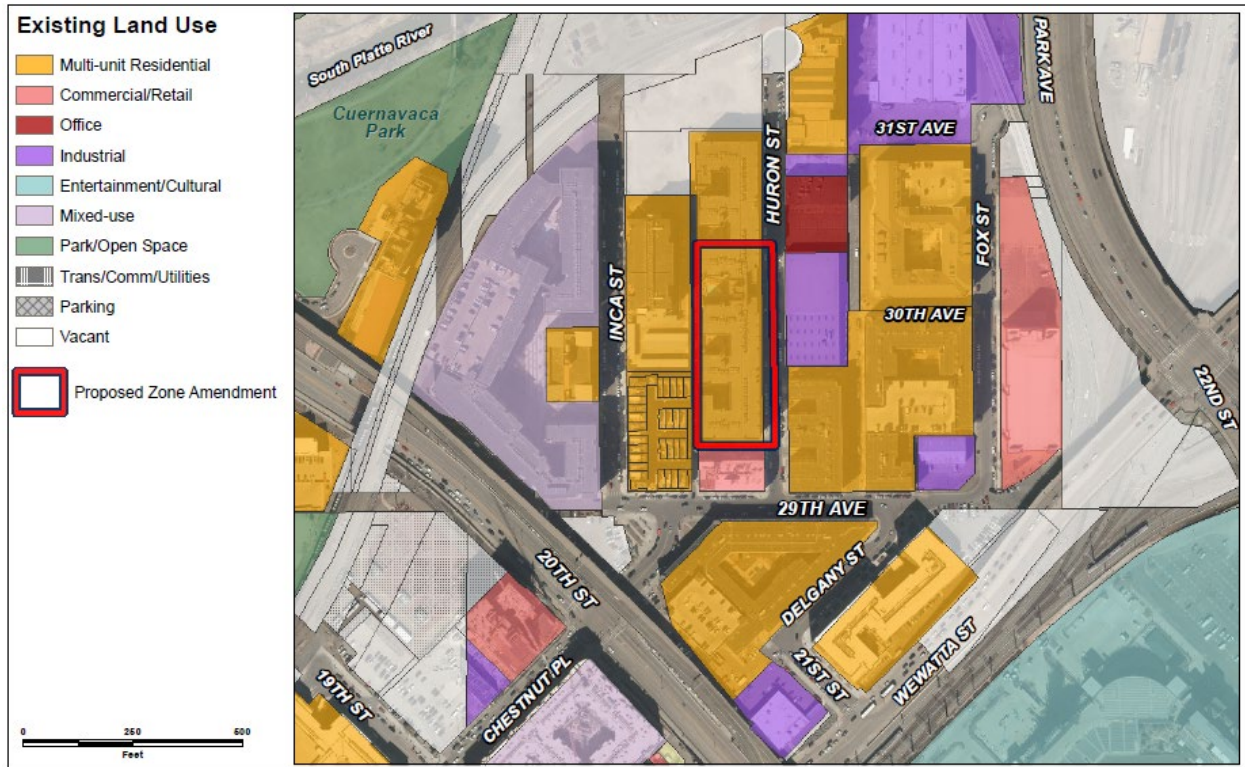 Existing Land Use
Multi-unit Residential
Commercial/Retail
Office
Industrial
Entertainment/Cultural
Mixed-use
Park/Open Space
Trans/Comm/Utilities
Parking
Vacant
Proposed Zone Amendment
0 250 500
Feet
South Platte River
Cuernavaca
Park
PARK AVE
31ST AVE
HURON ST
FOX ST
INCA ST
30TH AVE
22ND ST
29TH AVE
20TH ST
DELGANY ST
21ST ST
WEWATTA ST
CHESTNUT PL
19TH ST